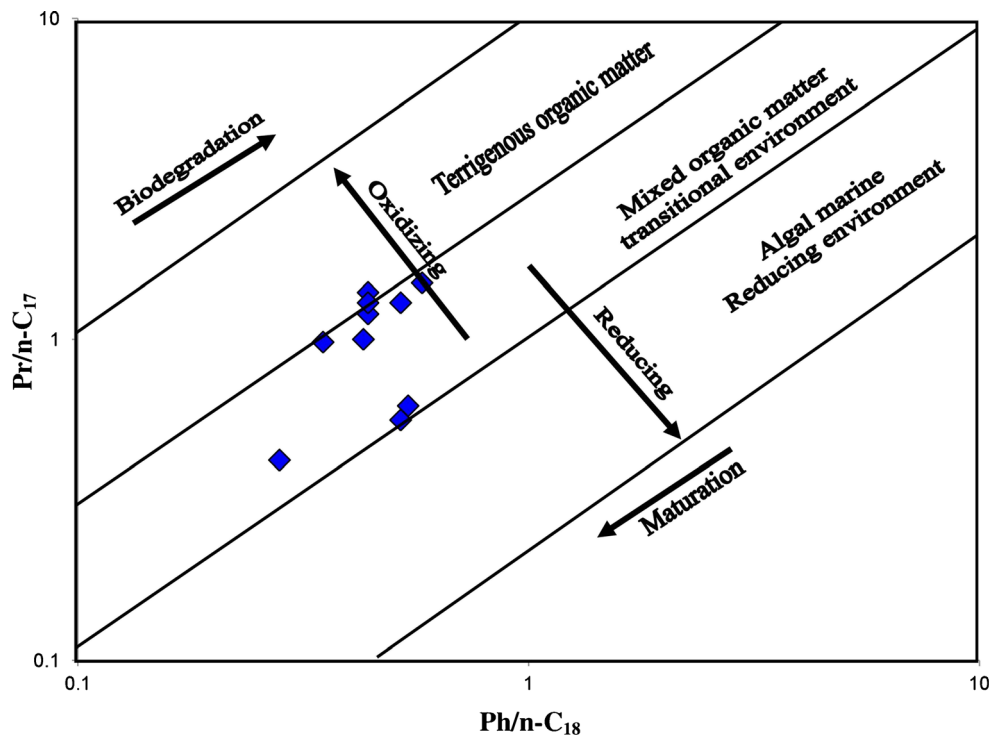 10
Terrigenous organic matter
Mixed organic matter
transitional environment
Biodegradation
Algal marine
Reducing environment
Oxidizing
Pr/n-C17
1
Reducing
Maturation
0.1
0.1
1
10
Ph/n-C18